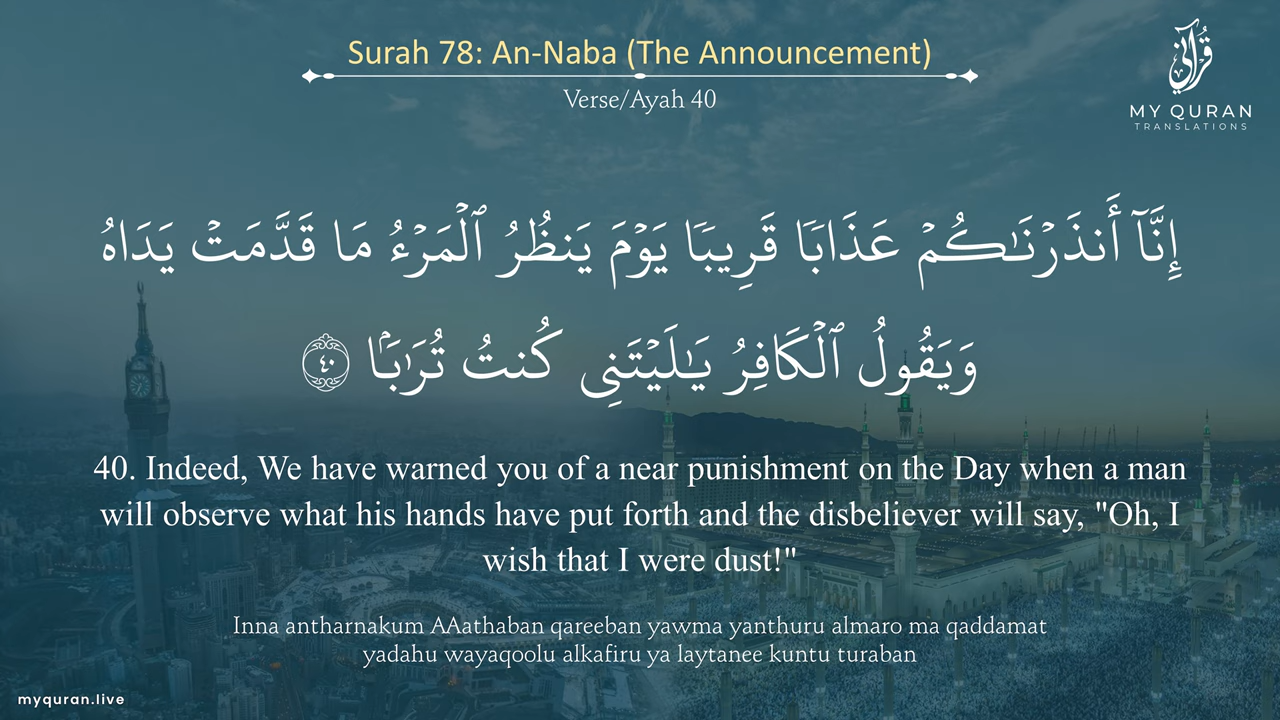 Surah 78: An-Naba (The Announcement)
Verse/Ayah 40
قُرْآنِي
MY QURAN
TRANSLATIONS
إِنَّآ أَنذَرْنَـٰكُمْ عَذَابًا قَرِيبًا يَوْمَ يَنظُرُ ٱلْمَرْءُ مَا قَدَّمَتْ يَدَاهُ
وَيَقُولُ ٱلْكَافِرُ يَـٰلَيْتَنِى كُنتُ تُرَٰبًۢا ٤٠
40. Indeed, We have warned you of a near punishment on the Day when a man
will observe what his hands have put forth and the disbeliever will say, "Oh, I
wish that I were dust!"
Inna antharnakum AAathaban qareeban yawma yanthuru almaro ma qaddamat
yadahu wayaqoolu alkafiru ya laytanee kuntu turaban
myquran.live